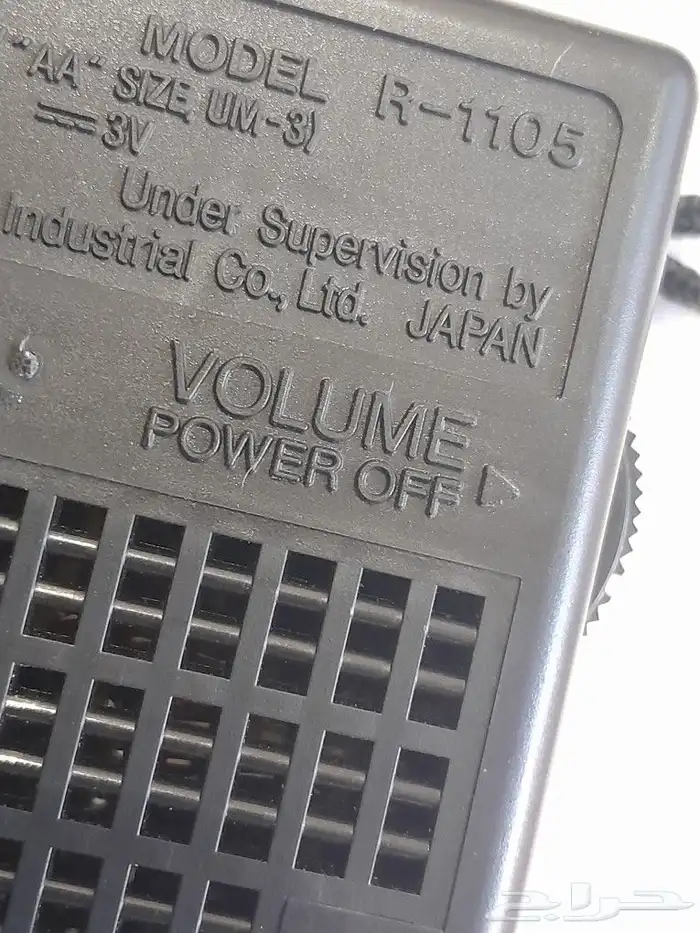 MODEL R-1105
"AA" SIZE, UM-3)
3V
Under Supervision by
Industrial Co., Ltd. JAPAN
VOLUME
POWER OFF
حراج